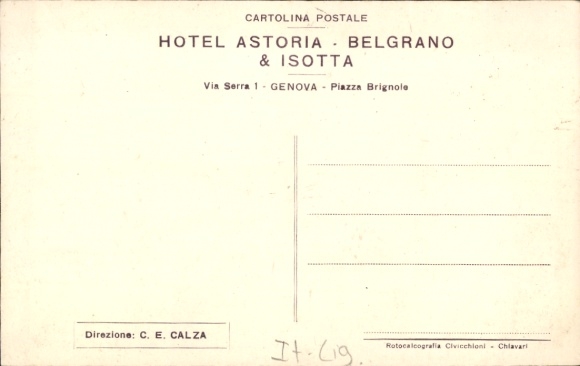 CARTOLINA POSTALE
HOTEL ASTORIA - BELGRANO
& ISOTTA
Via Serra 1 - GENOVA - Piazza Brignole
Direzione: C. E. CALZA
Rotocalcografia Civicchioni - Chiavari
It-Lig.